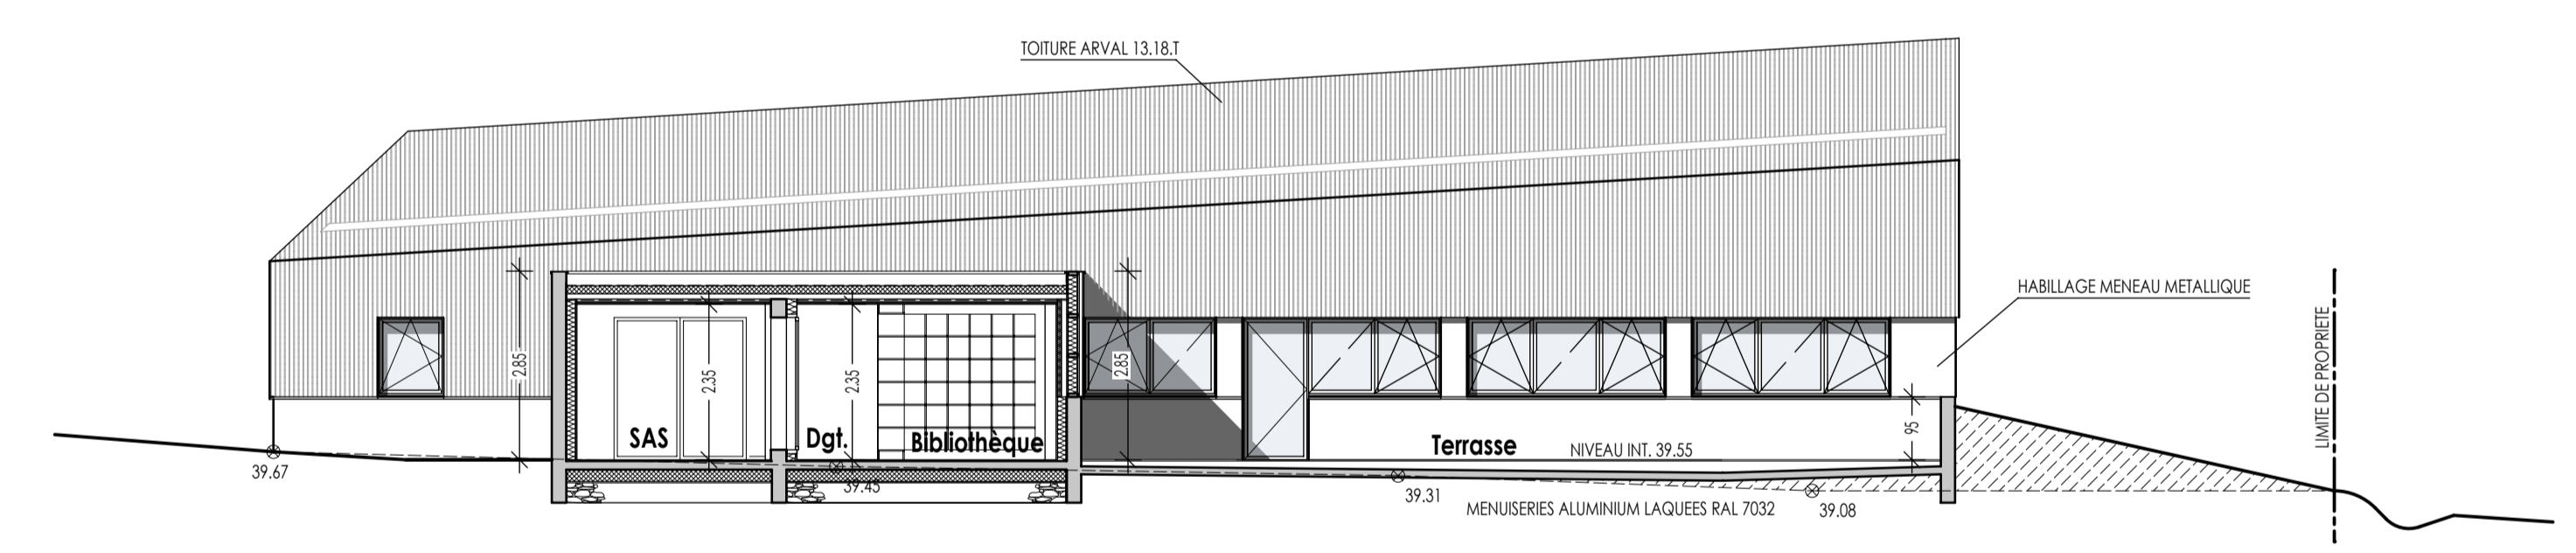 TOITURE ARVAL 13.18.T
HABILLAGE MENEAU METALLIQUE
LIMITE DE PROPRIETE
2.85
2.35
2.35
2.85
95
SAS
Dgt.
Bibliothèque
Terrasse
NIVEAU INT. 39.55
39.67
39.45
39.31
MENUISERIES ALUMINIUM LAQUEES RAL 7032
39.08